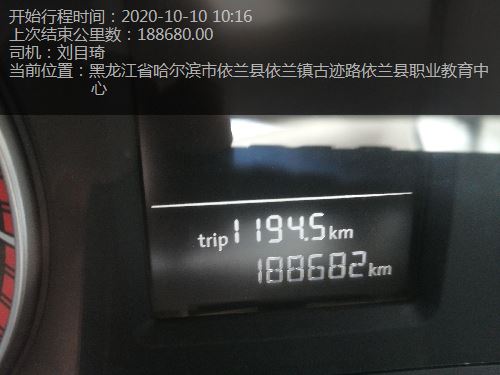 开始行程时间：2020-10-10 10:16
上次结束公里数：188680.00
司机：刘目琦
当前位置：黑龙江省哈尔滨市依兰县依兰镇古迹路依兰县职业教育中
心
trip 1194.5 km
188682 km